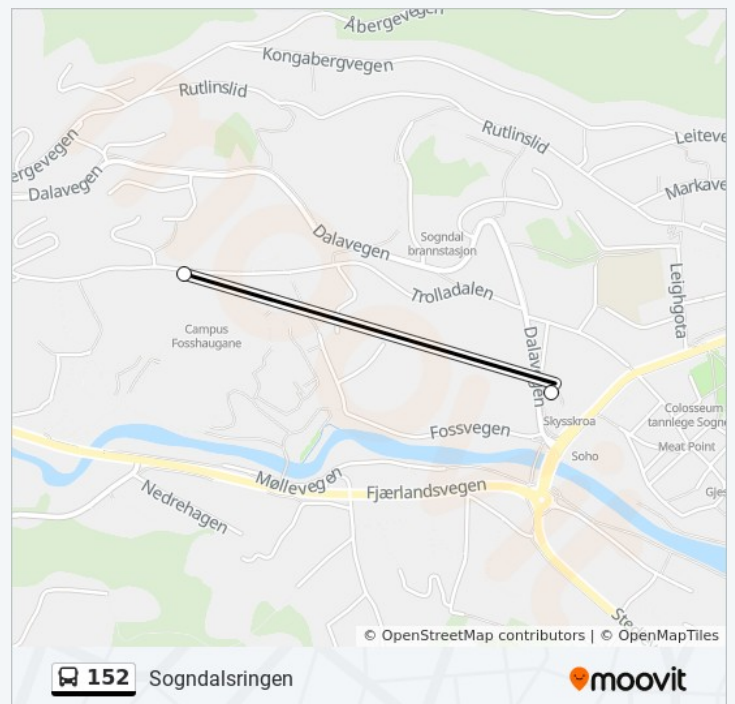 Åbergevegen
Kongabergvegen
Rutlinslid
Rutlinslid
Leiteve
ergevegen
Dalavegen
Markave
Dalavegen
Sogndal
brannstasjon
Trolladalen
Leighgota
Campus
Fosshaugane
Dalavegen
Colosseum
tannlege Sogn
Skysskroa
Fossvegen
Meat Point
Soho
Møllevegen
Fjærlandsvegen
Gjes
Nedrehagen
Ste
© OpenStreetMap contributors | © OpenMapTiles
152 Sogndalsringen
moovit